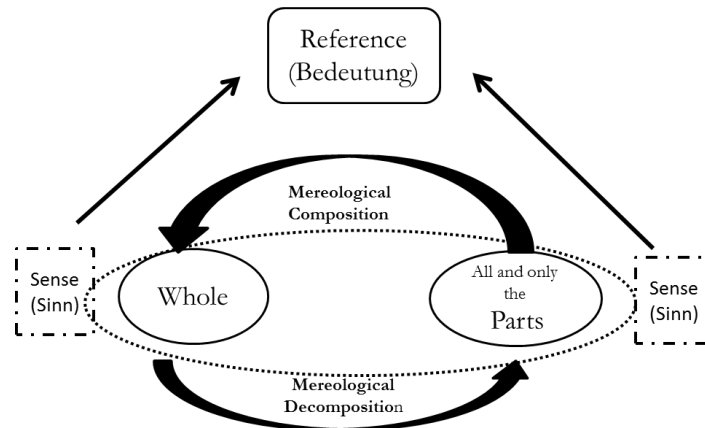 Reference
(Bedeutung)
Mereological
Composition
Sense
(Sinn)
Whole
All and only
the
Parts
Sense
(Sinn)
Mereological
Decomposition